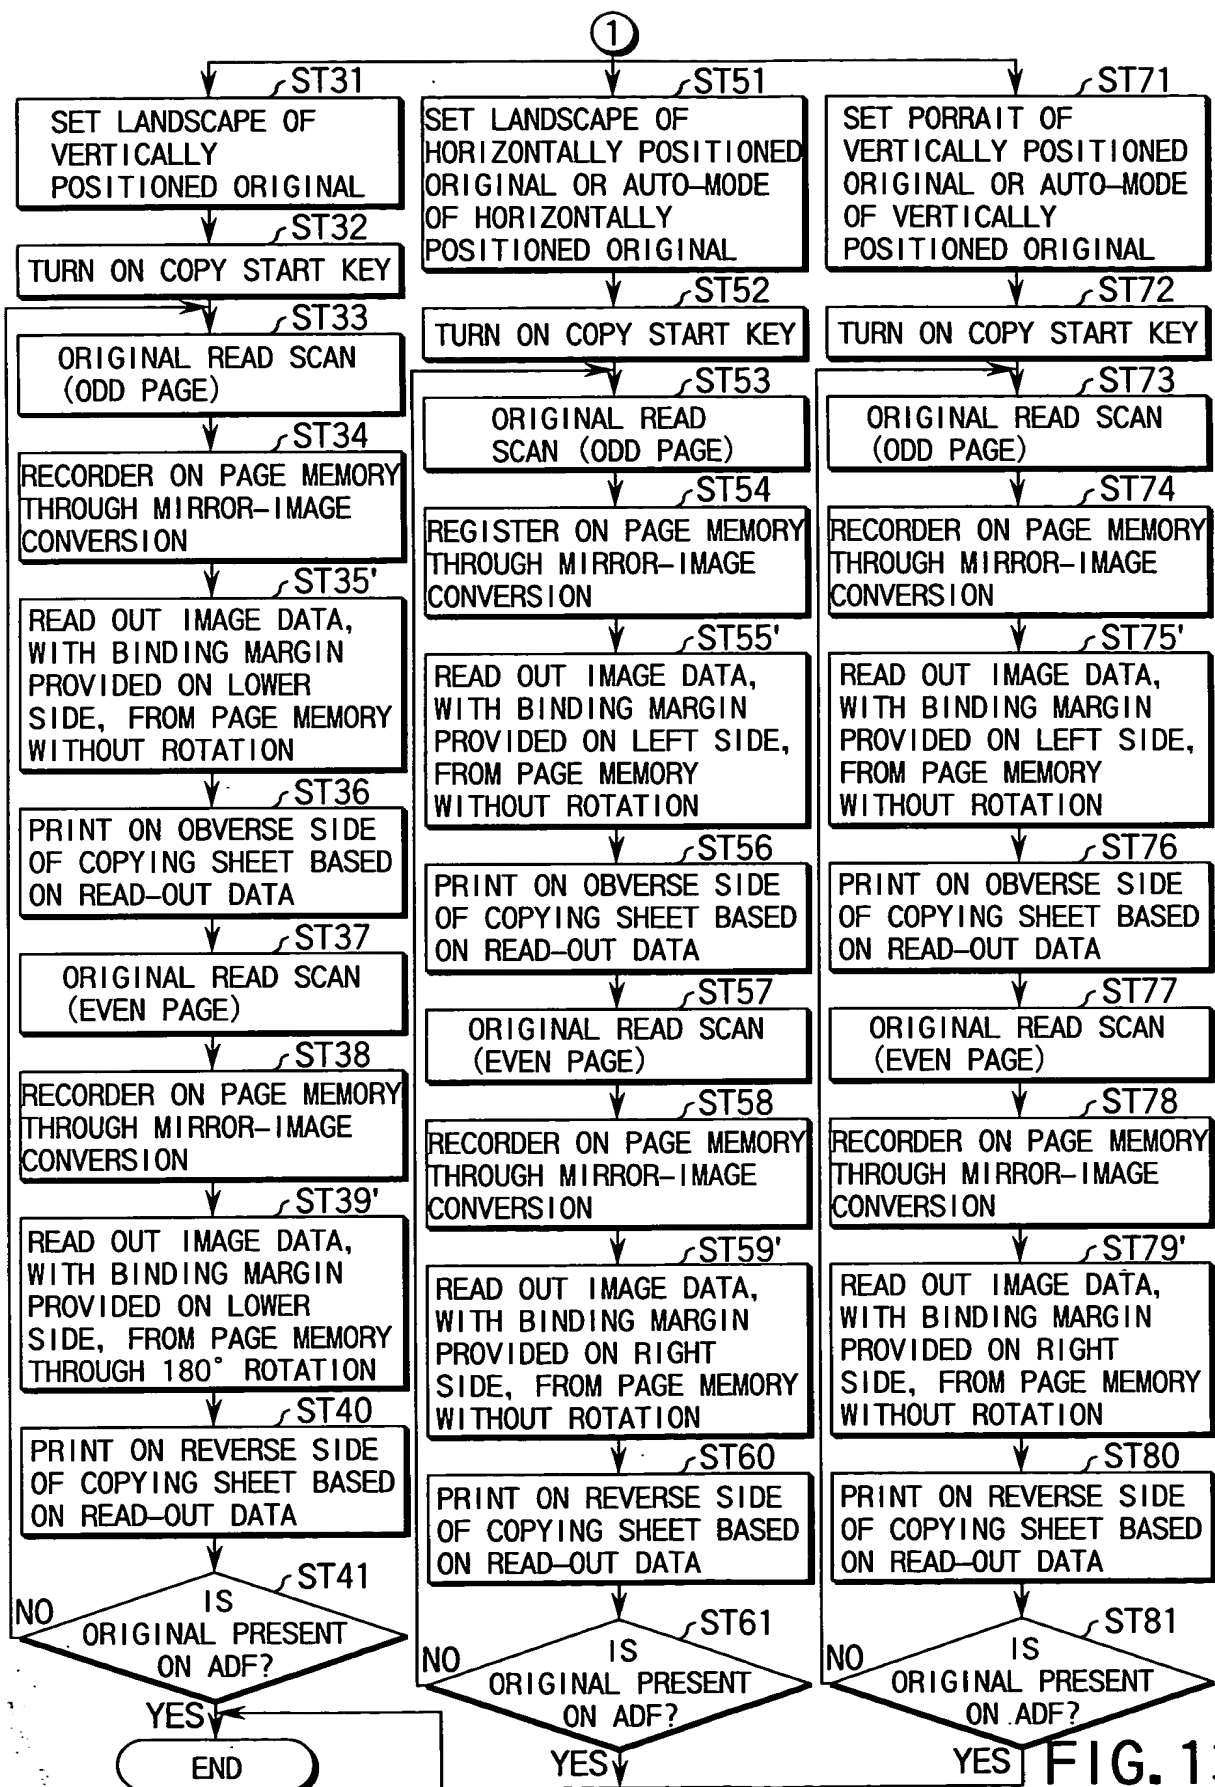 1
ST31
SET LANDSCAPE OF
VERTICALLY
POSITIONED ORIGINAL
ST32
TURN ON COPY START KEY
ST33
ORIGINAL READ SCAN
(ODD PAGE)
ST34
RECORDER ON PAGE MEMORY
THROUGH MIRROR-IMAGE
CONVERSION
ST35'
READ OUT IMAGE DATA,
WITH BINDING MARGIN
PROVIDED ON LOWER
SIDE, FROM PAGE MEMORY
WITHOUT ROTATION
ST36
PRINT ON OBVERSE SIDE
OF COPYING SHEET BASED
ON READ-OUT DATA
ST37
ORIGINAL READ SCAN
(EVEN PAGE)
ST38
RECORDER ON PAGE MEMORY
THROUGH MIRROR-IMAGE
CONVERSION
ST39'
READ OUT IMAGE DATA,
WITH BINDING MARGIN
PROVIDED ON LOWER
SIDE, FROM PAGE MEMORY
THROUGH 180° ROTATION
ST40
PRINT ON REVERSE SIDE
OF COPYING SHEET BASED
ON READ-OUT DATA
ST41
NO
IS
ORIGINAL PRESENT
ON ADF?
YES
END
ST51
SET LANDSCAPE OF
HORIZONTALLY POSITIONED
ORIGINAL OR AUTO-MODE
OF HORIZONTALLY
POSITIONED ORIGINAL
ST52
TURN ON COPY START KEY
ST53
ORIGINAL READ
SCAN (ODD PAGE)
ST54
REGISTER ON PAGE MEMORY
THROUGH MIRROR-IMAGE
CONVERSION
ST55'
READ OUT IMAGE DATA,
WITH BINDING MARGIN
PROVIDED ON LEFT SIDE,
FROM PAGE MEMORY
WITHOUT ROTATION
ST56
PRINT ON OBVERSE SIDE
OF COPYING SHEET BASED
ON READ-OUT DATA
ST57
ORIGINAL READ SCAN
(EVEN PAGE)
ST58
RECORDER ON PAGE MEMORY
THROUGH MIRROR-IMAGE
CONVERSION
ST59'
READ OUT IMAGE DATA,
WITH BINDING MARGIN
PROVIDED ON RIGHT
SIDE, FROM PAGE MEMORY
WITHOUT ROTATION
ST60
PRINT ON REVERSE SIDE
OF COPYING SHEET BASED
ON READ-OUT DATA
ST61
NO
IS
ORIGINAL PRESENT
ON ADF?
YES
ST71
SET PORRAIT OF
VERTICALLY POSITIONED
ORIGINAL OR AUTO-MODE
OF VERTICALLY
POSITIONED ORIGINAL
ST72
TURN ON COPY START KEY
ST73
ORIGINAL READ SCAN
(ODD PAGE)
ST74
RECORDER ON PAGE MEMORY
THROUGH MIRROR-IMAGE
CONVERSION
ST75'
READ OUT IMAGE DATA,
WITH BINDING MARGIN
PROVIDED ON LEFT SIDE,
FROM PAGE MEMORY
WITHOUT ROTATION
ST76
PRINT ON OBVERSE SIDE
OF COPYING SHEET BASED
ON READ-OUT DATA
ST77
ORIGINAL READ SCAN
(EVEN PAGE)
ST78
RECORDER ON PAGE MEMORY
THROUGH MIRROR-IMAGE
CONVERSION
ST79'
READ OUT IMAGE DATA,
WITH BINDING MARGIN
PROVIDED ON RIGHT
SIDE, FROM PAGE MEMORY
WITHOUT ROTATION
ST80
PRINT ON REVERSE SIDE
OF COPYING SHEET BASED
ON READ-OUT DATA
ST81
NO
IS
ORIGINAL PRESENT
ON ADF?
YES
FIG.